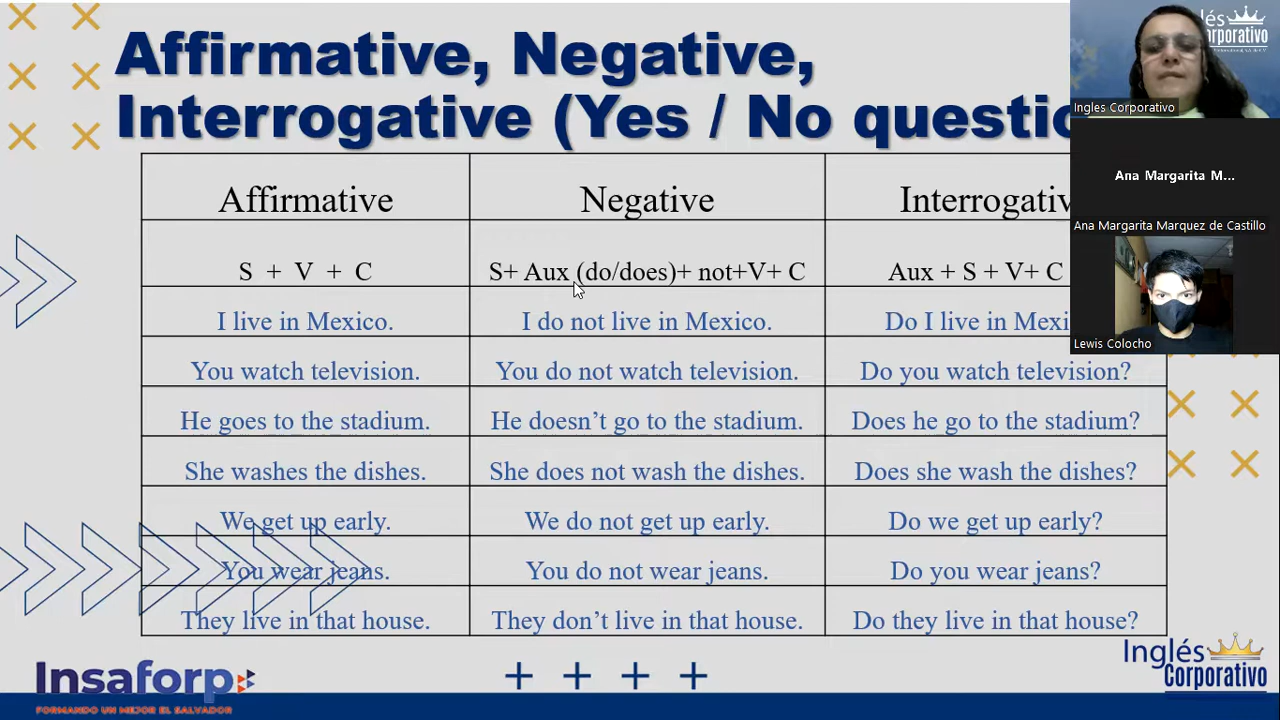 Affirmative, Negative,
Interrogative (Yes / No questio
Affirmative Negative Interrogativ
S + V + C S+ Aux (do/does)+ not+V+ C Aux + S + V+ C
I live in Mexico. I do not live in Mexico. Do I live in Mexi
You watch television. You do not watch television. Do you watch television?
He goes to the stadium. He doesn't go to the stadium. Does he go to the stadium?
She washes the dishes. She does not wash the dishes. Does she wash the dishes?
We get up early. We do not get up early. Do we get up early?
You wear jeans. You do not wear jeans. Do you wear jeans?
They live in that house. They don't live in that house. Do they live in that house?
Insaforp
FORMANDO UN MEJOR EL SALVADOR
Inglés
Corporativo
lés
orporativo
Ingles Corporativo
Ana Margarita M...
Ana Margarita Marquez de Castillo
Lewis Colocho